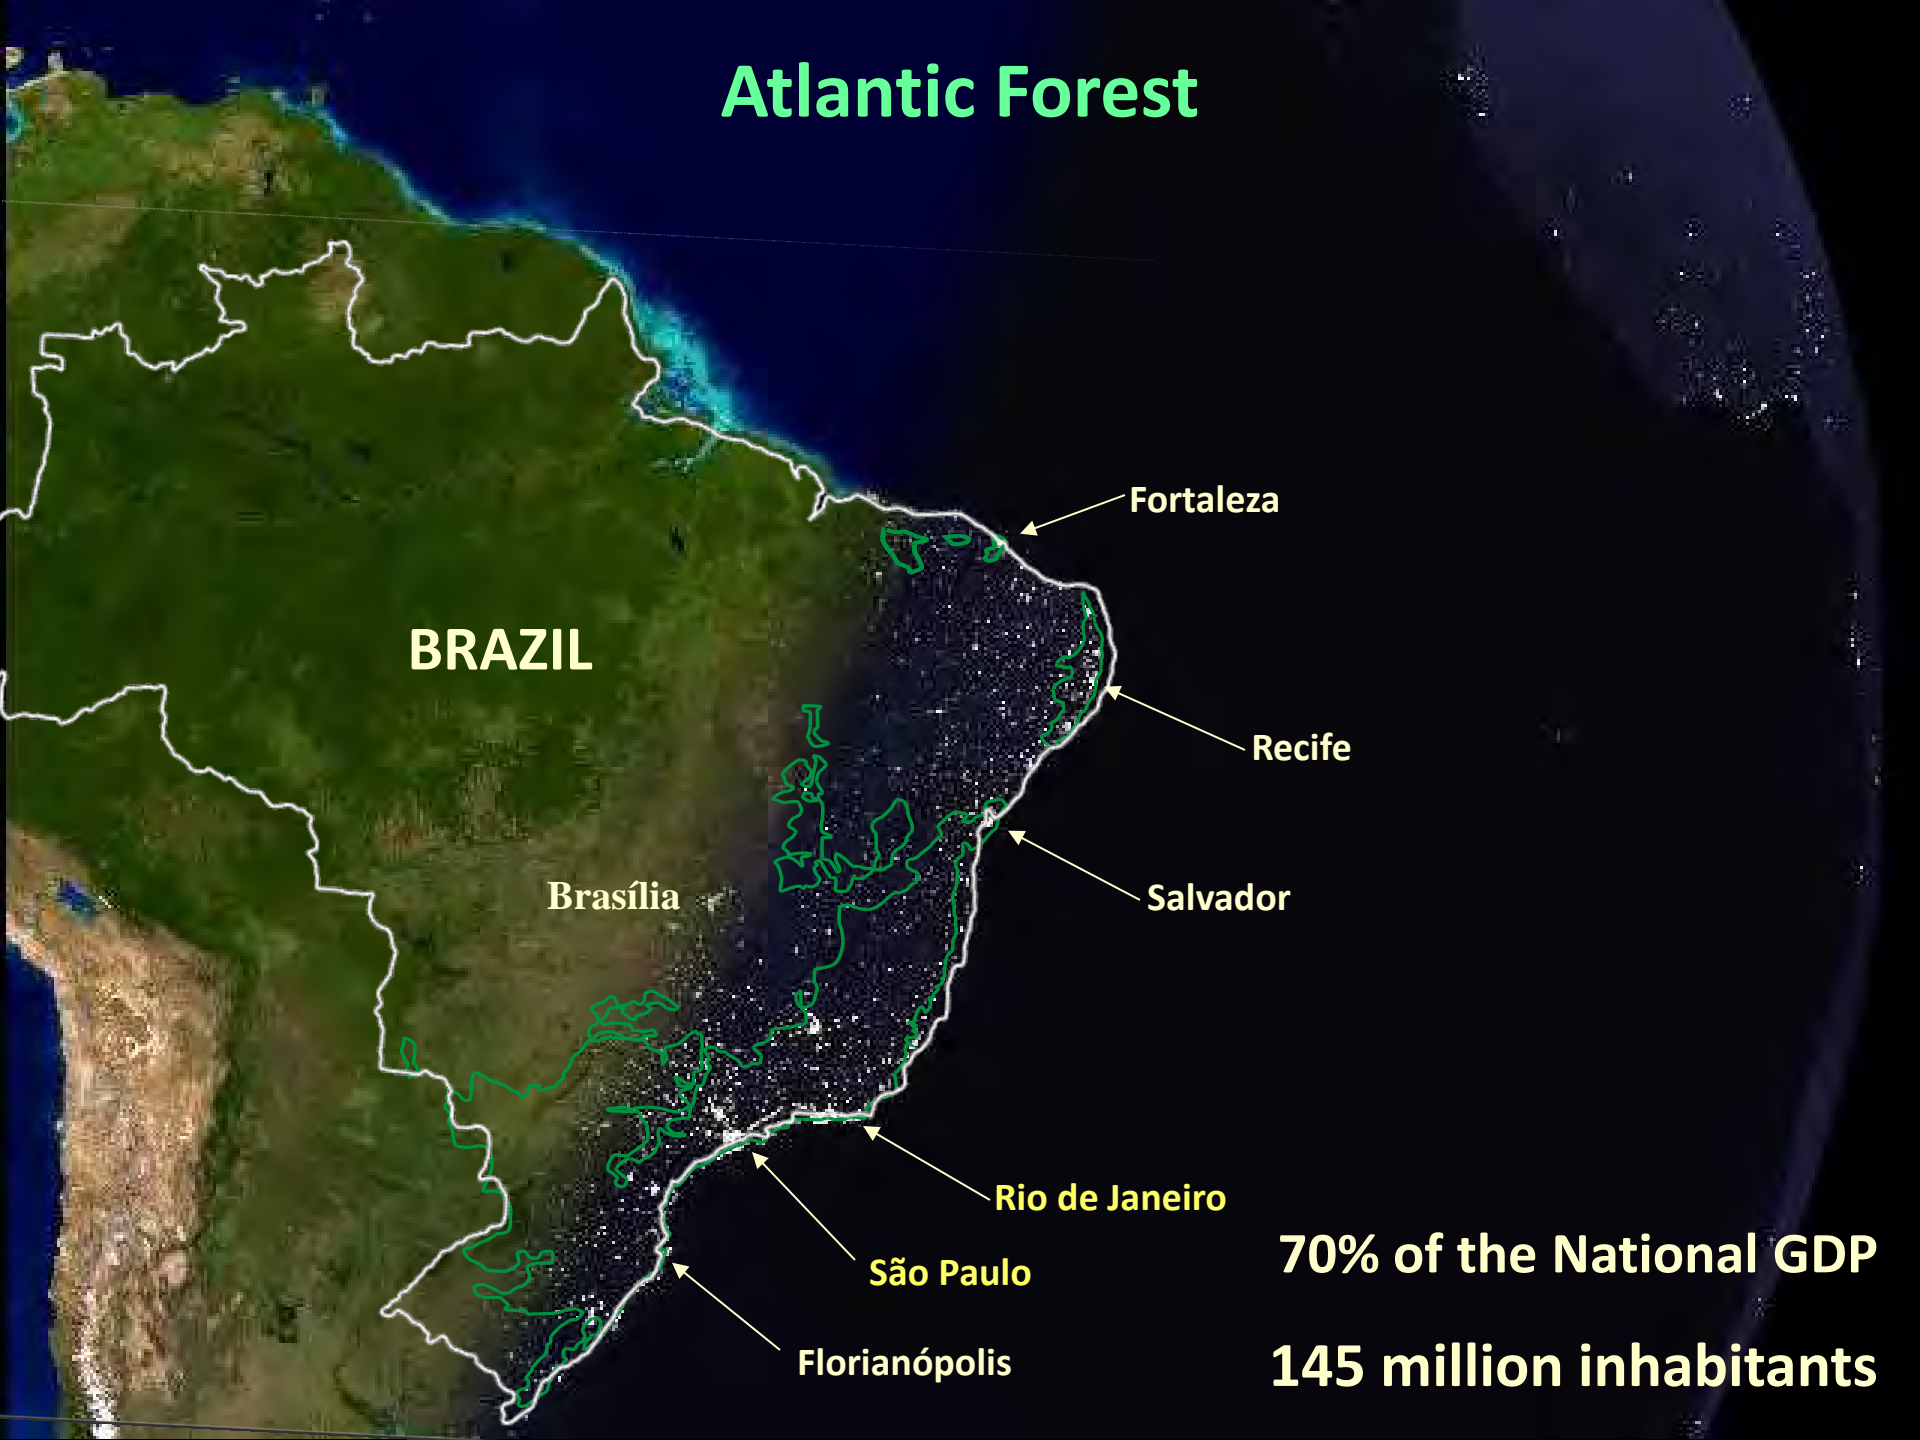 Atlantic Forest
Fortaleza
BRAZIL
Recife
Brasília
Salvador
Rio de Janeiro
São Paulo
70% of the National GDP
Florianópolis
145 million inhabitants